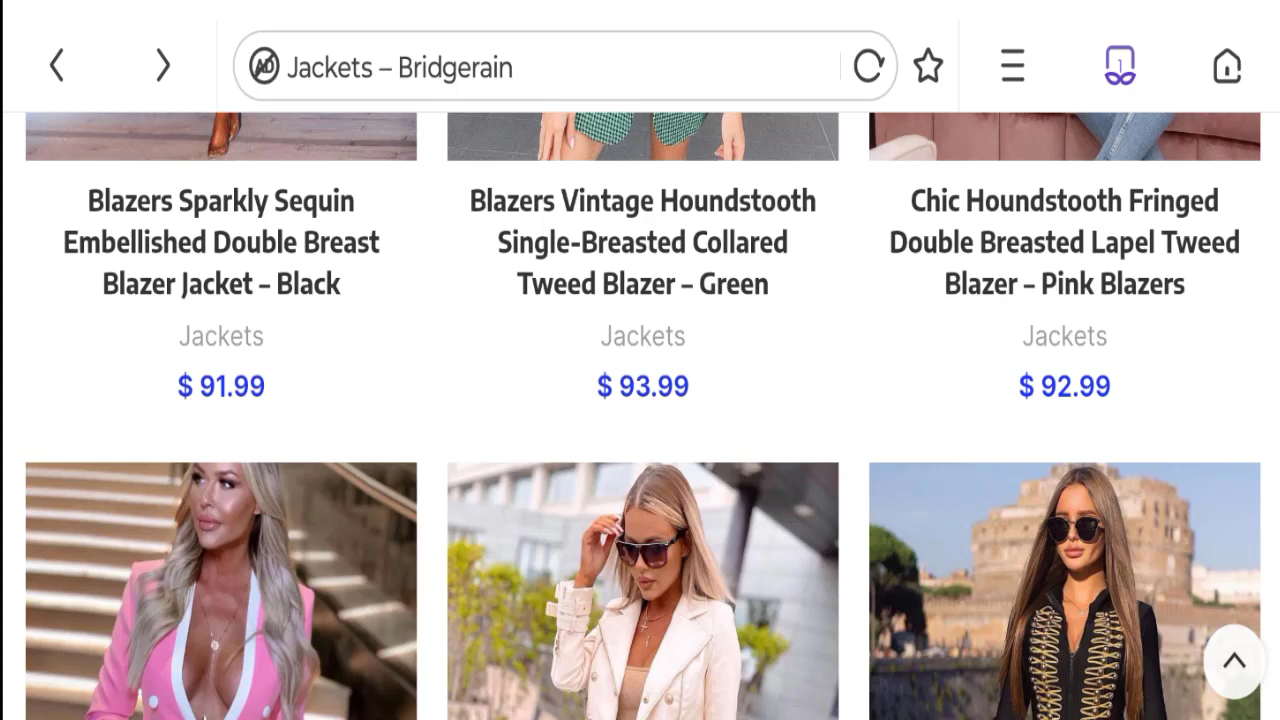 AD Jackets – Bridgerain
1
Blazers Sparkly Sequin
Embellished Double Breast
Blazer Jacket – Black
Jackets
$ 91.99
Blazers Vintage Houndstooth
Single-Breasted Collared
Tweed Blazer – Green
Jackets
$ 93.99
Chic Houndstooth Fringed
Double Breasted Lapel Tweed
Blazer – Pink Blazers
Jackets
$ 92.99